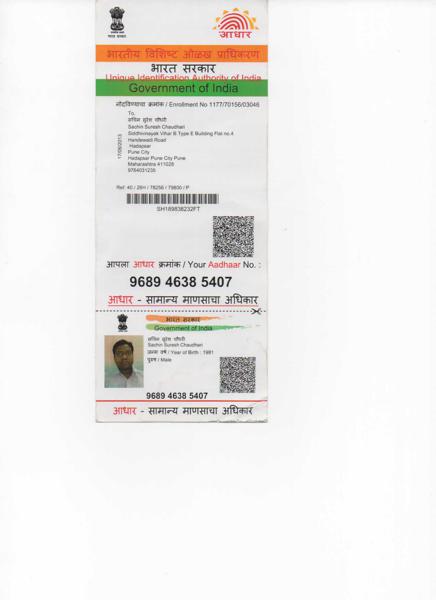 भारत सरकार
आधार
भारतीय विशिष्ट ओळख प्राधिकरण
भारत सरकार
Unique Identification Authority of India
Government of India
नोंदविण्याचा क्रमांक / Enrollment No 1177/70156/03046
To,
सचिन सुरेश चौधरी
Sachin Suresh Chaudhari
Siddhivinayak Vihar B Type E Building Flat no.4
Handewadi Road
Hadapsar
Pune City
Hadapsar Pune City Pune
Maharashtra 411028
9764031235
17/06/2013
Ref: 40 / 26H / 78256 / 79800 / P
SH189838232FT
आपला आधार क्रमांक / Your Aadhaar No. :
9689 4638 5407
आधार - सामान्य माणसाचा अधिकार
भारत सरकार
Government of India
सचिन सुरेश चौधरी
Sachin Suresh Chaudhari
जन्म वर्ष / Year of Birth : 1981
पुरुष / Male
9689 4638 5407
आधार - सामान्य माणसाचा अधिकार